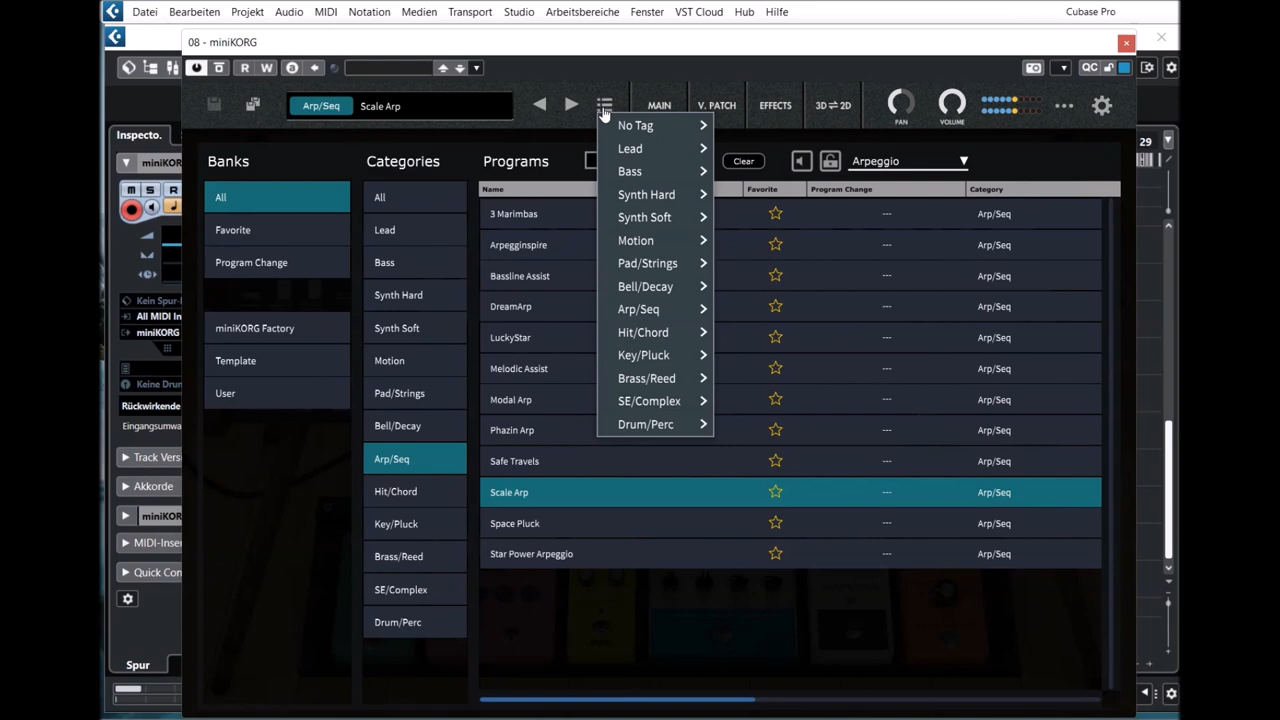 Datei Bearbeiten Projekt Audio MIDI Notation Medien Transport Studio Arbeitsbereiche Fenster VST Cloud Hub Hilfe Cubase Pro
08 - miniKORG
R W QC
Arp/Seq Scale Arp MAIN V. PATCH EFFECTS 3D⇄2D PAN VOLUME
Inspecto.
miniKO
M S R
Kein Spur-
All MIDI In
miniKORG
Keine Dru
Rückwirkende
Eingangsumwa
Track Vers
Akkorde
miniKOR
MIDI-Inser
Quick Con
Spur
29
Banks
All
Favorite
Program Change
miniKORG Factory
Template
User
Categories
All
Lead
Bass
Synth Hard
Synth Soft
Motion
Pad/Strings
Bell/Decay
Arp/Seq
Hit/Chord
Key/Pluck
Brass/Reed
SE/Complex
Drum/Perc
Programs Clear Arpeggio
Name Favorite Program Change Category
3 Marimbas --- Arp/Seq
Arpegginspire --- Arp/Seq
Bassline Assist --- Arp/Seq
DreamArp --- Arp/Seq
LuckyStar --- Arp/Seq
Melodic Assist --- Arp/Seq
Modal Arp --- Arp/Seq
Phazin Arp --- Arp/Seq
Safe Travels --- Arp/Seq
Scale Arp --- Arp/Seq
Space Pluck --- Arp/Seq
Star Power Arpeggio --- Arp/Seq
No Tag
Lead
Bass
Synth Hard
Synth Soft
Motion
Pad/Strings
Bell/Decay
Arp/Seq
Hit/Chord
Key/Pluck
Brass/Reed
SE/Complex
Drum/Perc